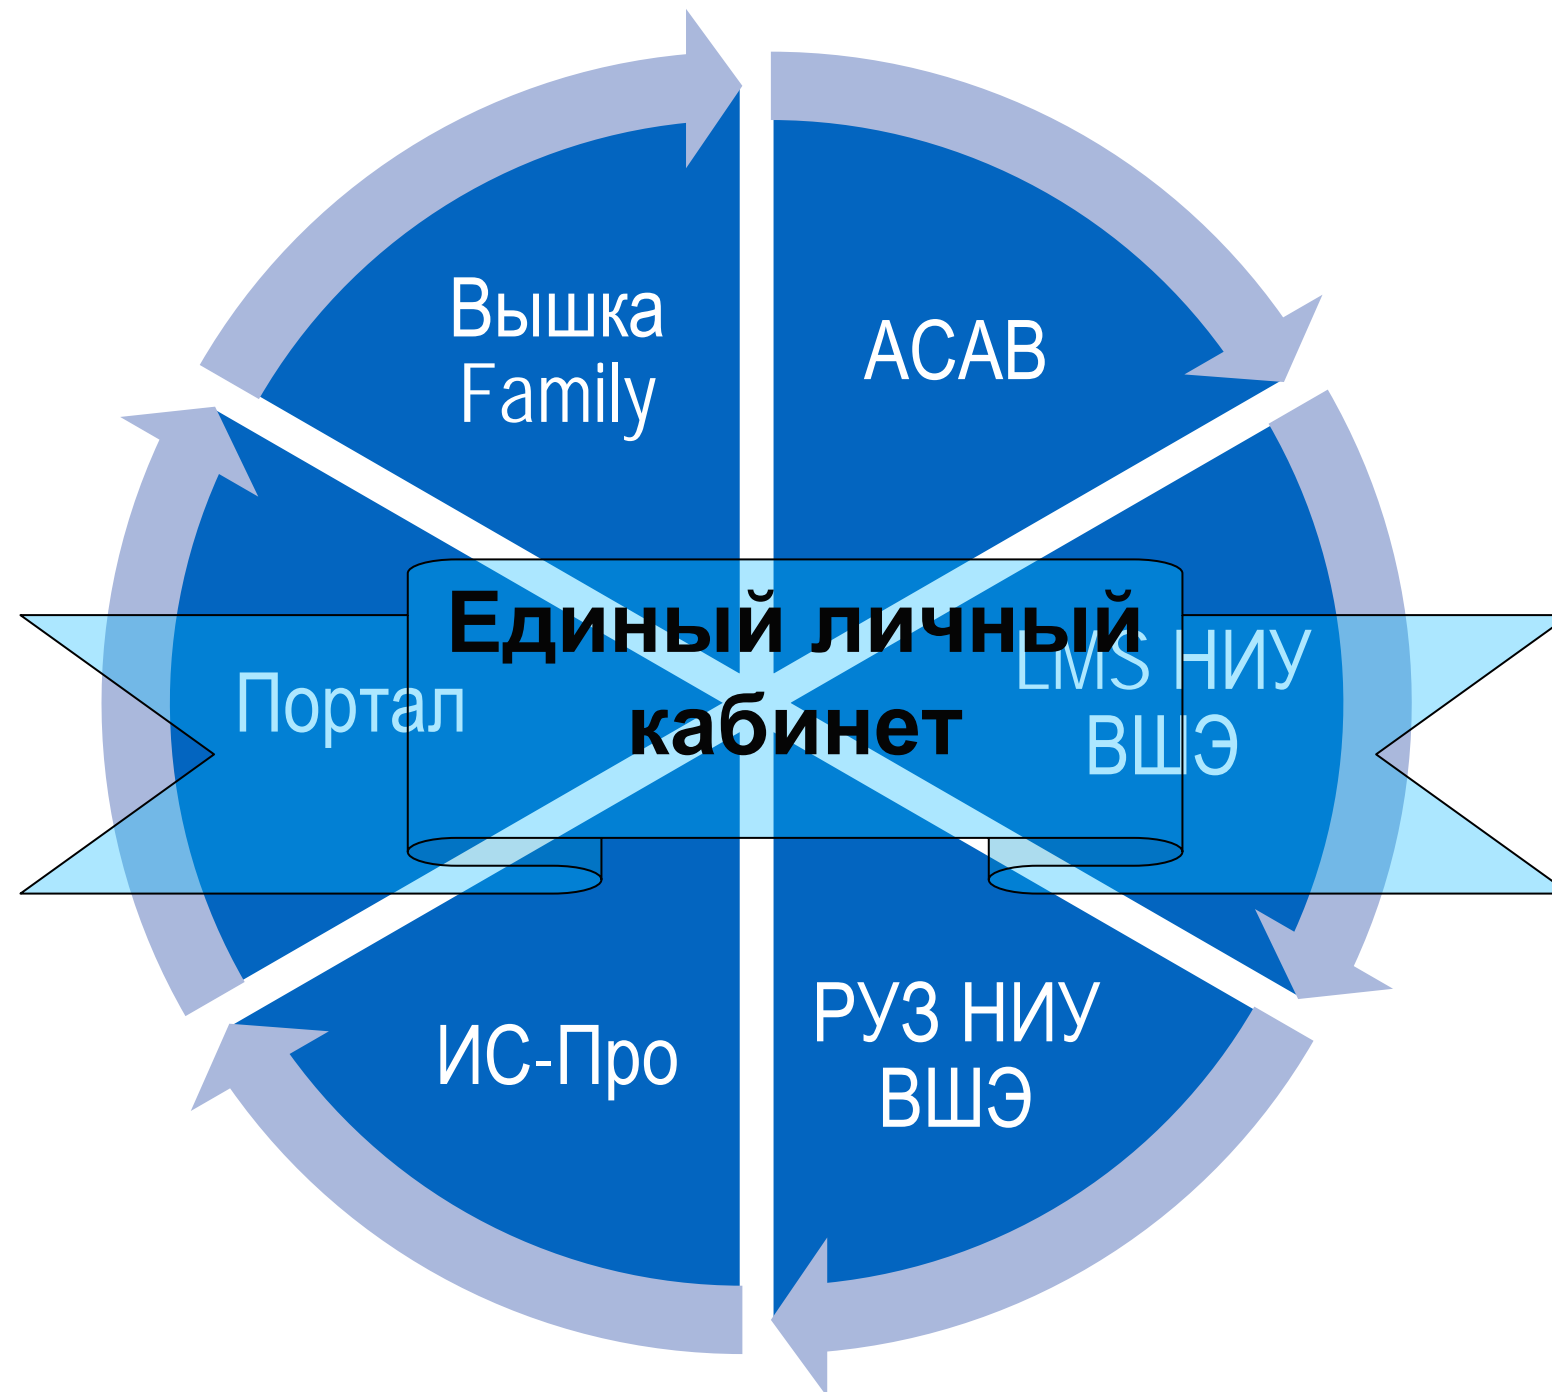 Вышка
Family
АСАВ
Единый личный
кабинет
Портал
LMS НИУ
ВШЭ
ИС-Про
РУЗ НИУ
ВШЭ